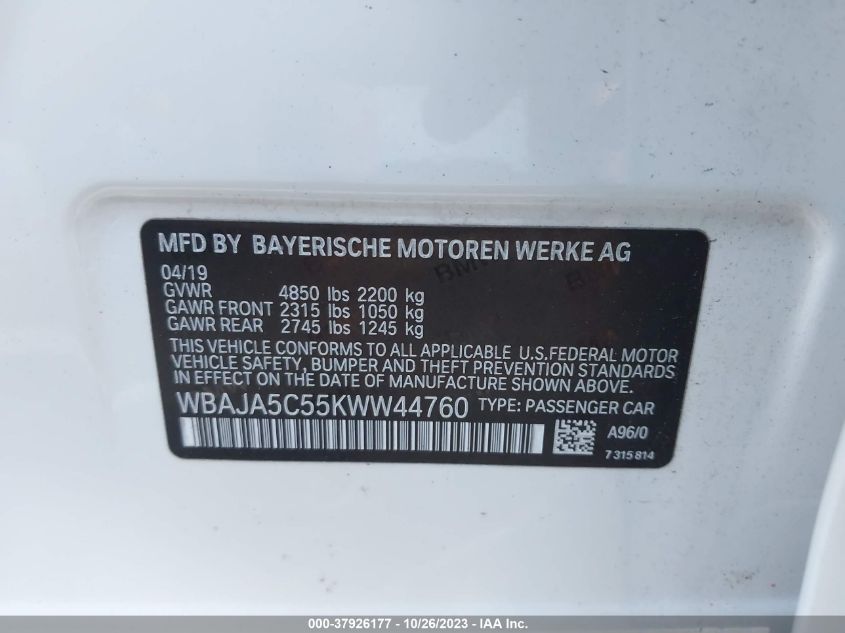 MFD BY BAYERISCHE MOTOREN WERKE AG
04/19
GVWR 4850 lbs 2200 kg
GAWR FRONT 2315 lbs 1050 kg
GAWR REAR 2745 lbs 1245 kg
THIS VEHICLE CONFORMS TO ALL APPLICABLE U.S.FEDERAL MOTOR
VEHICLE SAFETY, BUMPER AND THEFT PREVENTION STANDARDS
IN EFFECT ON THE DATE OF MANUFACTURE SHOWN ABOVE.
WBAJA5C55KWW44760 TYPE: PASSENGER CAR
A96/0
7 315 814
000-37926177 - 10/26/2023 - IAA Inc.